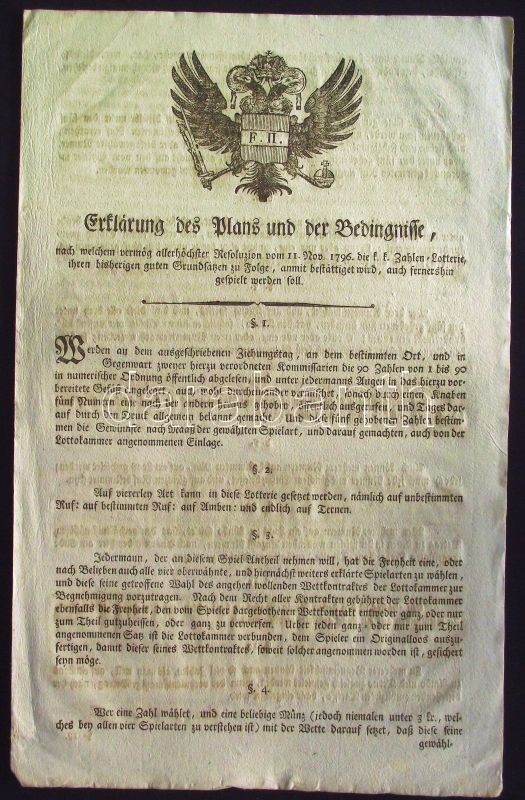 F. II.
Erklärung des Plans und der Bedingnisse,
nach welchem vermög allerhöchster Resoluzion vom 11. Nov. 1796. die k. k. Zahlen-Lotterie,
ihren bisherigen guten Grundsätzen zu Folge, anmit bestättiget wird, auch fernershin
gespielt werden soll.
§. 1.
Werden an dem ausgeschriebenen Ziehungstag, an dem bestimmten Ort, und in
Gegenwart zweyer hierzu verordneten Kommissarien die 90 Zahlen von 1 bis 90
in numerischer Ordnung öffentlich abgelesen, und unter jedermanns Augen in das hierzu vor-
bereitete Gefäß eingeleget, auch, wohl durcheinander vermischet, sonach durch einen Knaben
fünf Numern eine nach der andern heraus gehoben, öffentlich ausgerufen, und Tages dar-
auf durch den Druck allgemein bekannt gemacht. Und diese fünf gehobenen Zahlen bestim-
men die Gewinnste nach Maaß der gewählten Spielart, und darauf gemachten, auch von der
Lottokammer angenommenen Einlage.
§. 2.
Auf viererley Art kann in diese Lotterie gesetzet werden, nämlich auf unbestimmten
Ruf: auf bestimmten Ruf: auf Amben: und endlich auf Ternen.
§. 3.
Jedermann, der an diesem Spiel Antheil nehmen will, hat die Freyheit eine, oder
nach Belieben auch alle vier oberwähnte, und hiernächst weiters erklärte Spielarten zu wählen,
und diese seine getroffene Wahl des angehen wollenden Wettkontraktes der Lottokammer zur
Begnehmigung vorzutragen. Nach dem Recht aller Kontrakten gebühret der Lottokammer
ebenfalls die Freyheit, den vom Spieler dargebothenen Wettkontrakt entweder ganz, oder nur
zum Theil gutzuheissen, oder ganz zu verwerfen. Ueber jeden ganz- oder nur zum Theil
angenommenen Satz ist die Lottokammer verbunden, dem Spieler ein Originalloos auszu-
fertigen, damit dieser seines Wettkontraktes, soweit solcher angenommen worden ist, gesichert
seyn möge.
§. 4.
Wer eine Zahl wählet, und eine beliebige Münz (jedoch niemalen unter 3 kr., wel-
ches bey allen vier Spielarten zu verstehen ist) mit der Wette darauf setzet, daß diese seine
gewähl-
darabanth